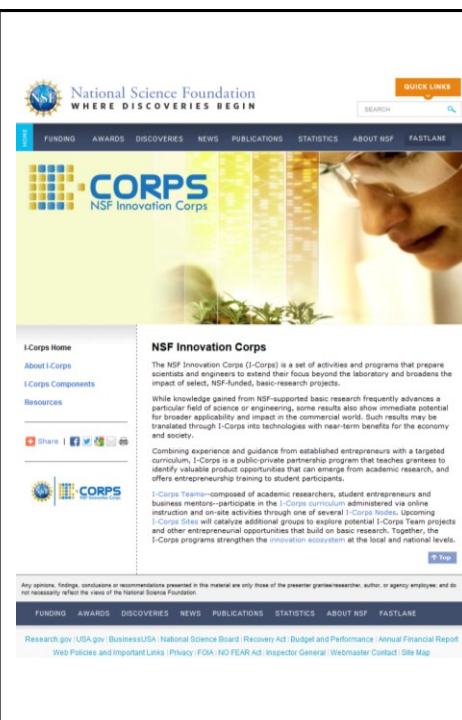 QUICK LINKS
NSF
National Science Foundation
WHERE DISCOVERIES BEGIN
SEARCH
HOME
FUNDING AWARDS DISCOVERIES NEWS PUBLICATIONS STATISTICS ABOUT NSF FASTLANE
I-CORPS
NSF Innovation Corps
I-Corps Home
About I-Corps
I-Corps Components
Resources
Share |
CORPS
NSF Innovation Corps
The NSF Innovation Corps (I-Corps) is a set of activities and programs that prepare
scientists and engineers to extend their focus beyond the laboratory and broadens the
impact of select, NSF-funded, basic-research projects.
While knowledge gained from NSF-supported basic research frequently advances a
particular field of science or engineering, some results also show immediate potential
for broader applicability and impact in the commercial world. Such results may be
translated through I-Corps into technologies with near-term benefits for the economy
and society.
Combining experience and guidance from established entrepreneurs with a targeted
curriculum, I-Corps is a public-private partnership program that teaches grantees to
identify valuable product opportunities that can emerge from academic research, and
offers entrepreneurship training to student participants.
I-Corps Teams--composed of academic researchers, student entrepreneurs and
business mentors--participate in the I-Corps curriculum administered via online
instruction and on-site activities through one of several I-Corps Nodes. Upcoming
I-Corps Sites will catalyze additional groups to explore potential I-Corps Team projects
and other entrepreneurial opportunities that build on basic research. Together, the
I-Corps programs strengthen the innovation ecosystem at the local and national levels.
Top
Any opinions, findings, conclusions or recommendations presented in this material are only those of the presenter grantee/researcher, author, or agency employee; and do
not necessarily reflect the views of the National Science Foundation.
FUNDING AWARDS DISCOVERIES NEWS PUBLICATIONS STATISTICS ABOUT NSF FASTLANE
Research.gov | USA.gov | BusinessUSA | National Science Board | Recovery Act | Budget and Performance | Annual Financial Report
Web Policies and Important Links | Privacy | FOIA | NO FEAR Act | Inspector General | Webmaster Contact | Site Map